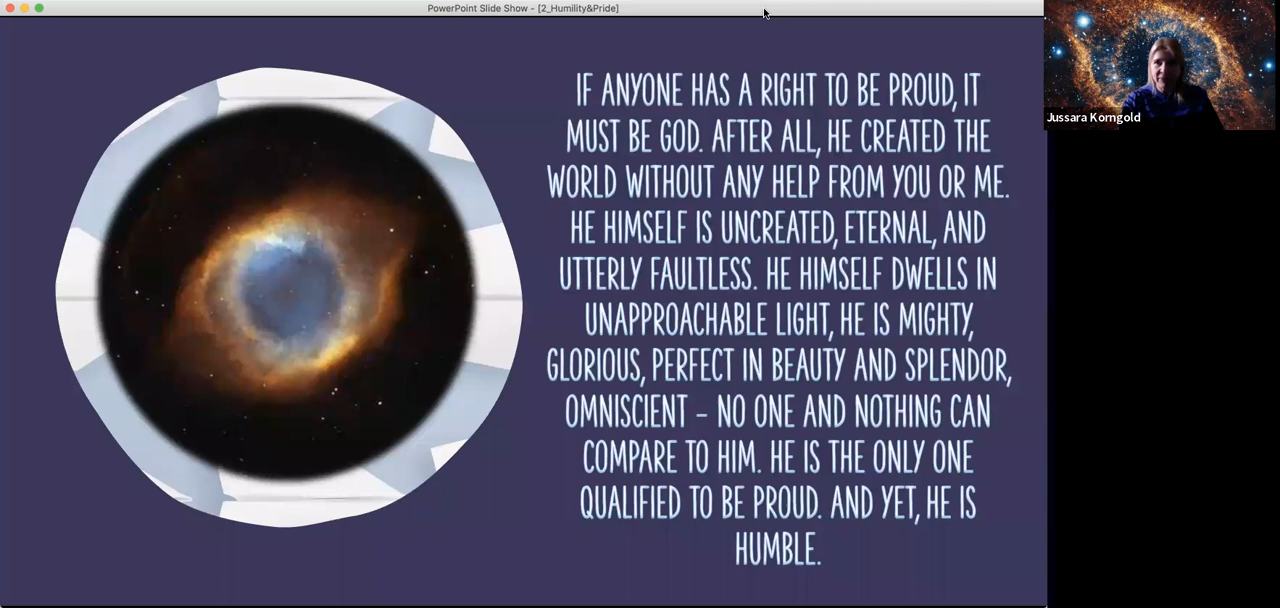 PowerPoint Slide Show - [2_Humility&Pride]
IF ANYONE HAS A RIGHT TO BE PROUD, IT
MUST BE GOD. AFTER ALL, HE CREATED THE
WORLD WITHOUT ANY HELP FROM YOU OR ME.
HE HIMSELF IS UNCREATED, ETERNAL, AND
UTTERLY FAULTLESS. HE HIMSELF DWELLS IN
UNAPPROACHABLE LIGHT, HE IS MIGHTY,
GLORIOUS, PERFECT IN BEAUTY AND SPLENDOR,
OMNISCIENT – NO ONE AND NOTHING CAN
COMPARE TO HIM. HE IS THE ONLY ONE
QUALIFIED TO BE PROUD. AND YET, HE IS
HUMBLE.
Jussara Korngold